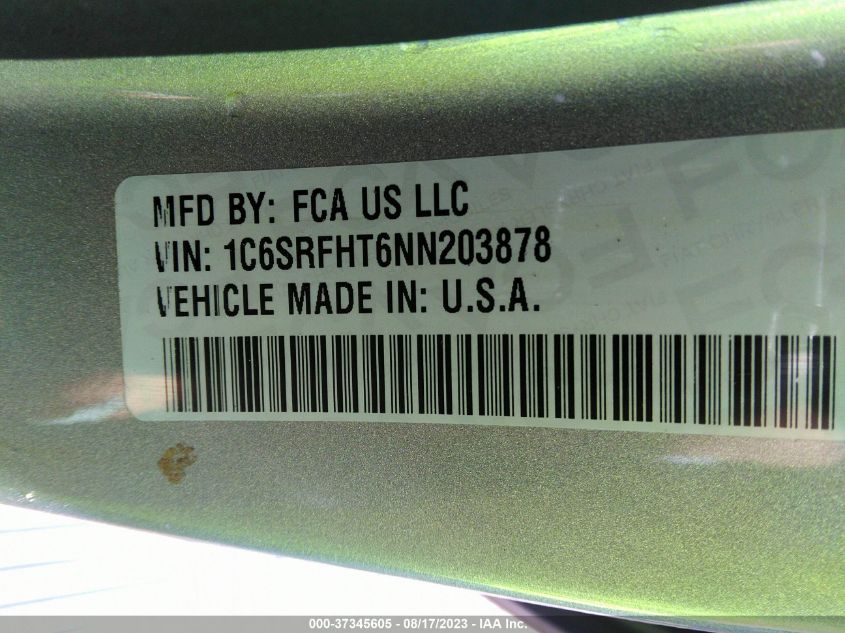 MFD BY: FCA US LLC
VIN: 1C6SRFHT6NN203878
VEHICLE MADE IN: U.S.A.
000-37345605 - 08/17/2023 - IAA Inc.